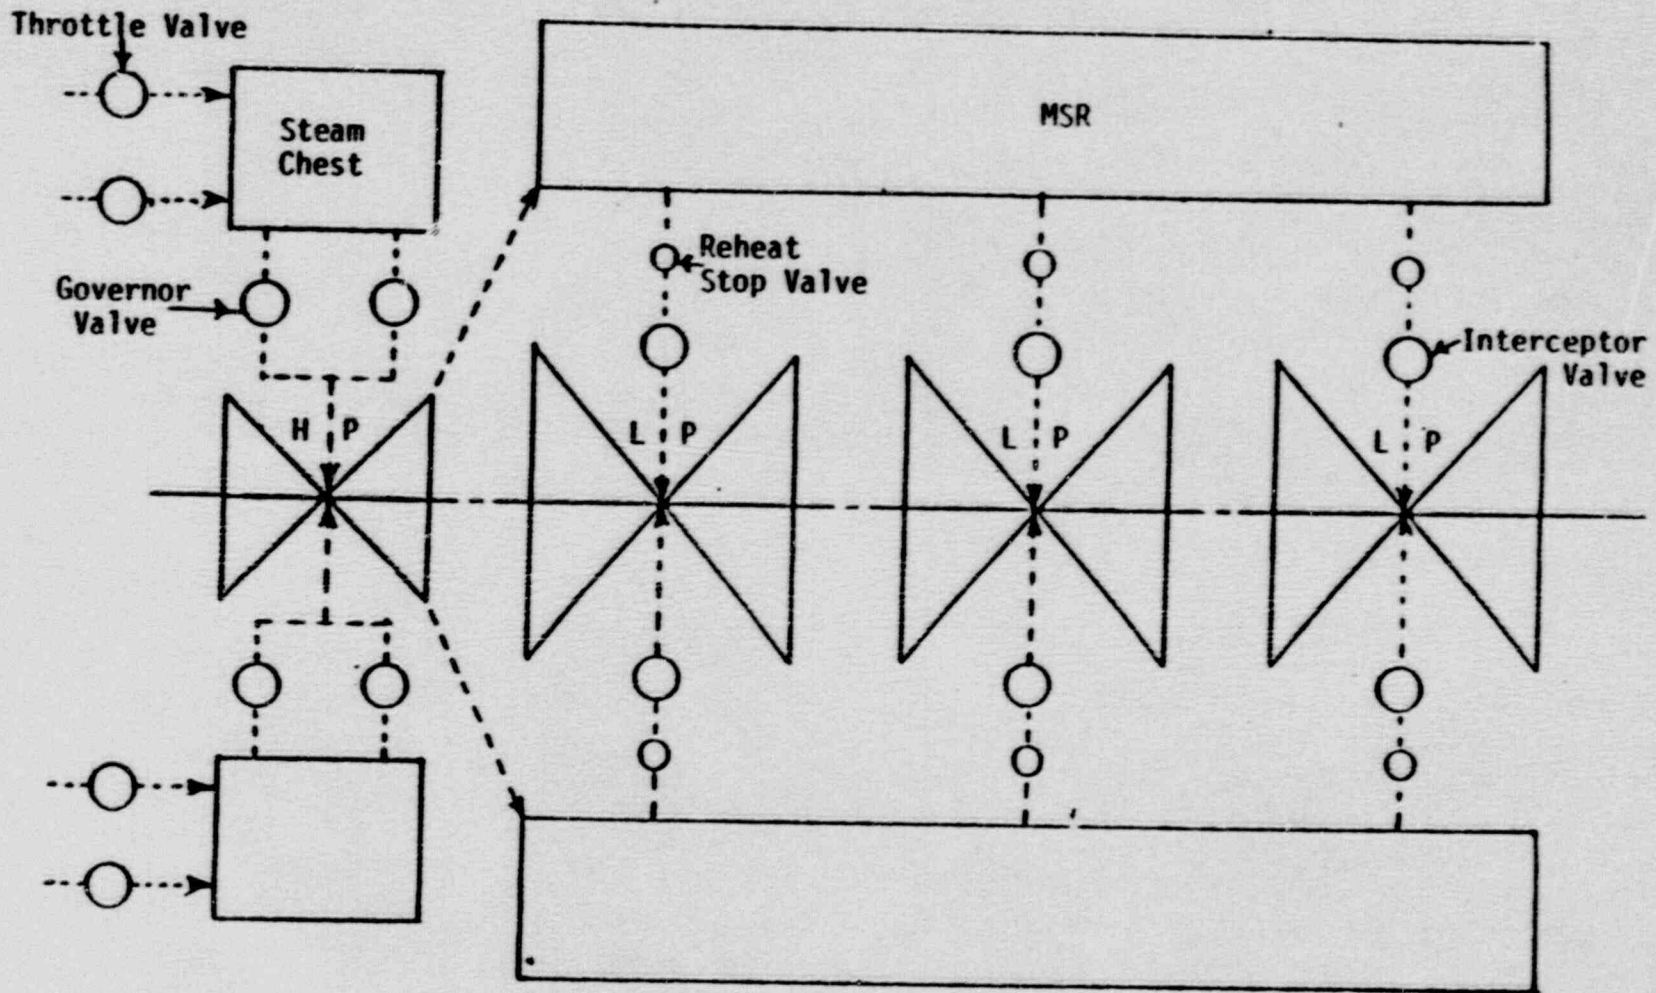 Throttle Valve
Steam
Chest
MSR
Reheat
Stop Valve
Governor
Valve
Interceptor
Valve
H P
L P
L P
L P